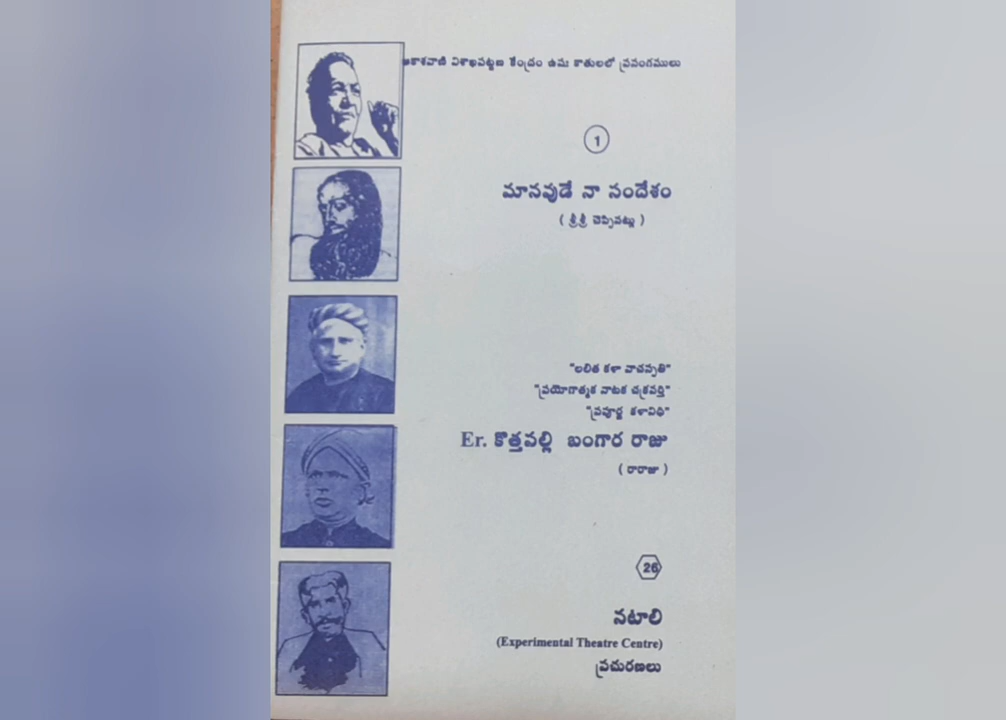 ఆకాశవాణి విశాఖపట్టణ కేంద్రం ఉషః కాతులలో ప్రసంగములు
1
మానవుడే నా సందేశం
( శ్రీశ్రీ చెప్పినట్లు )
"లలిత కళా వాచస్పతి"
"ప్రయోగాత్మక నాటక చక్రవర్తి"
"ప్రపూర్ణ కళానిధి"
Er. కొత్తపల్లి బంగార రాజు
( రారాజు )
26
నటాలి
(Experimental Theatre Centre)
ప్రచురణలు